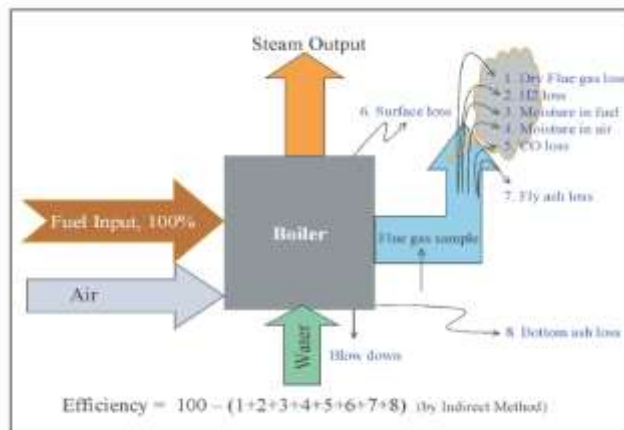 Steam Output
1. Dry Flue gas loss
2. H2 loss
3. Moisture in fuel
4. Moisture in air
5. CO loss
6. Surface loss
7. Fly ash loss
Fuel Input, 100%
Boiler
Flue gas sample
Air
Water
Blow down
8. Bottom ash loss
Efficiency = 100 – (1+2+3+4+5+6+7+8) (by Indirect Method)